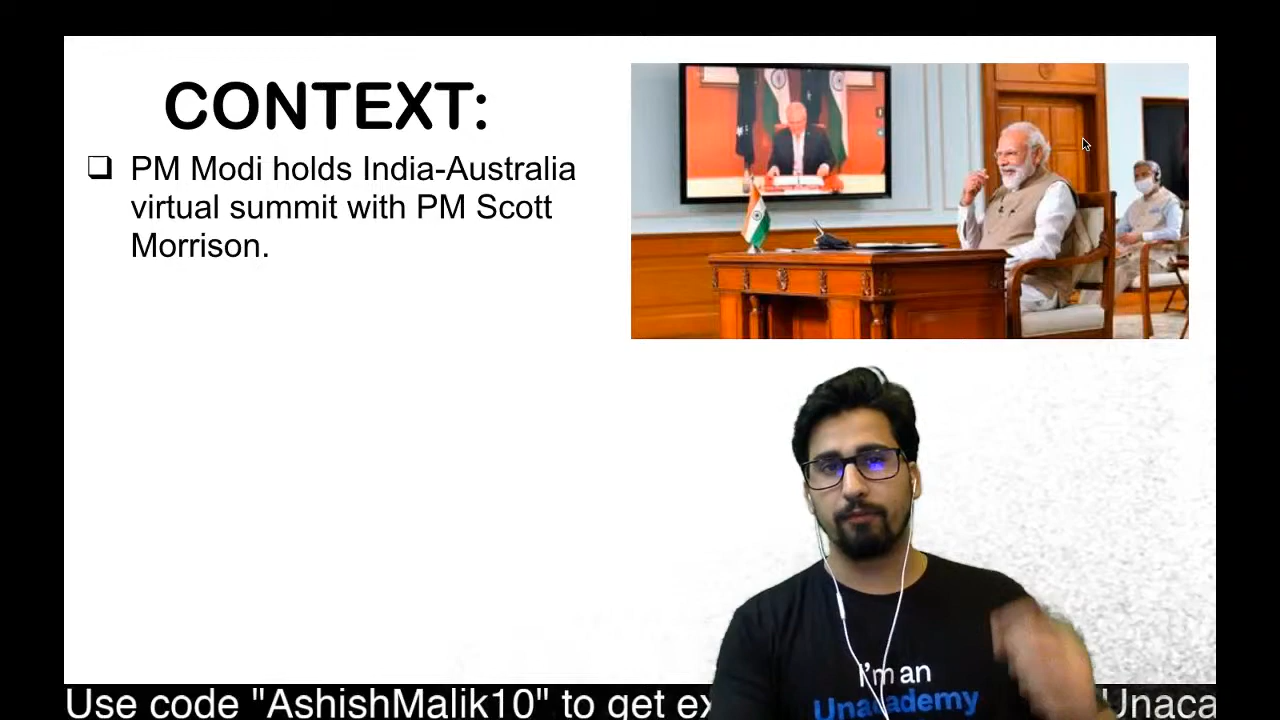 CONTEXT:
❑ PM Modi holds India-Australia
virtual summit with PM Scott
Morrison.
I'm an
Unacademy
Use code "AshishMalik10" to get ex
Unaca